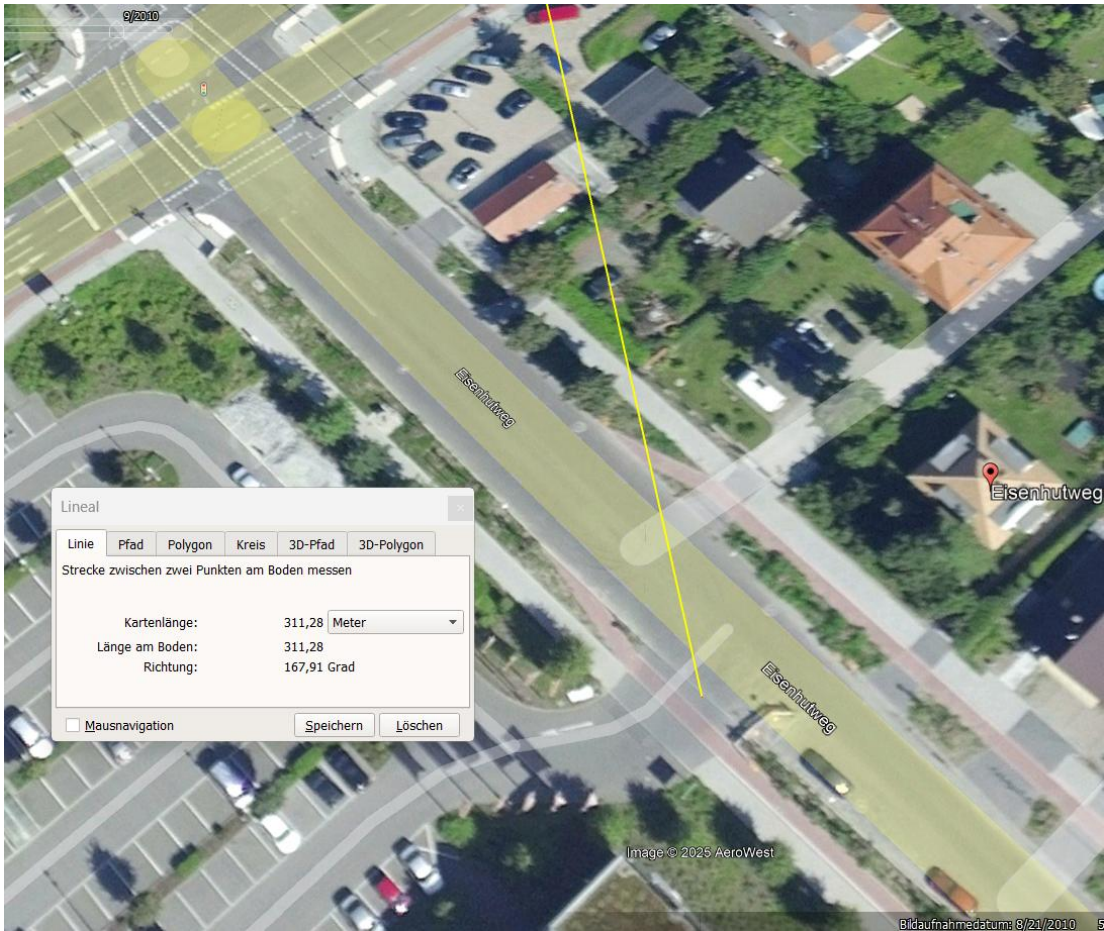 9/2010
Eisenhutweg
Eisenhutweg
Lineal
Linie Pfad Polygon Kreis 3D-Pfad 3D-Polygon
Strecke zwischen zwei Punkten am Boden messen
Kartenlänge: 311,28 Meter
Länge am Boden: 311,28
Richtung: 167,91 Grad
Mausnavigation Speichern Löschen
Eisenhutweg
Image © 2025 AeroWest
Bildaufnahmedatum: 8/21/2010 5